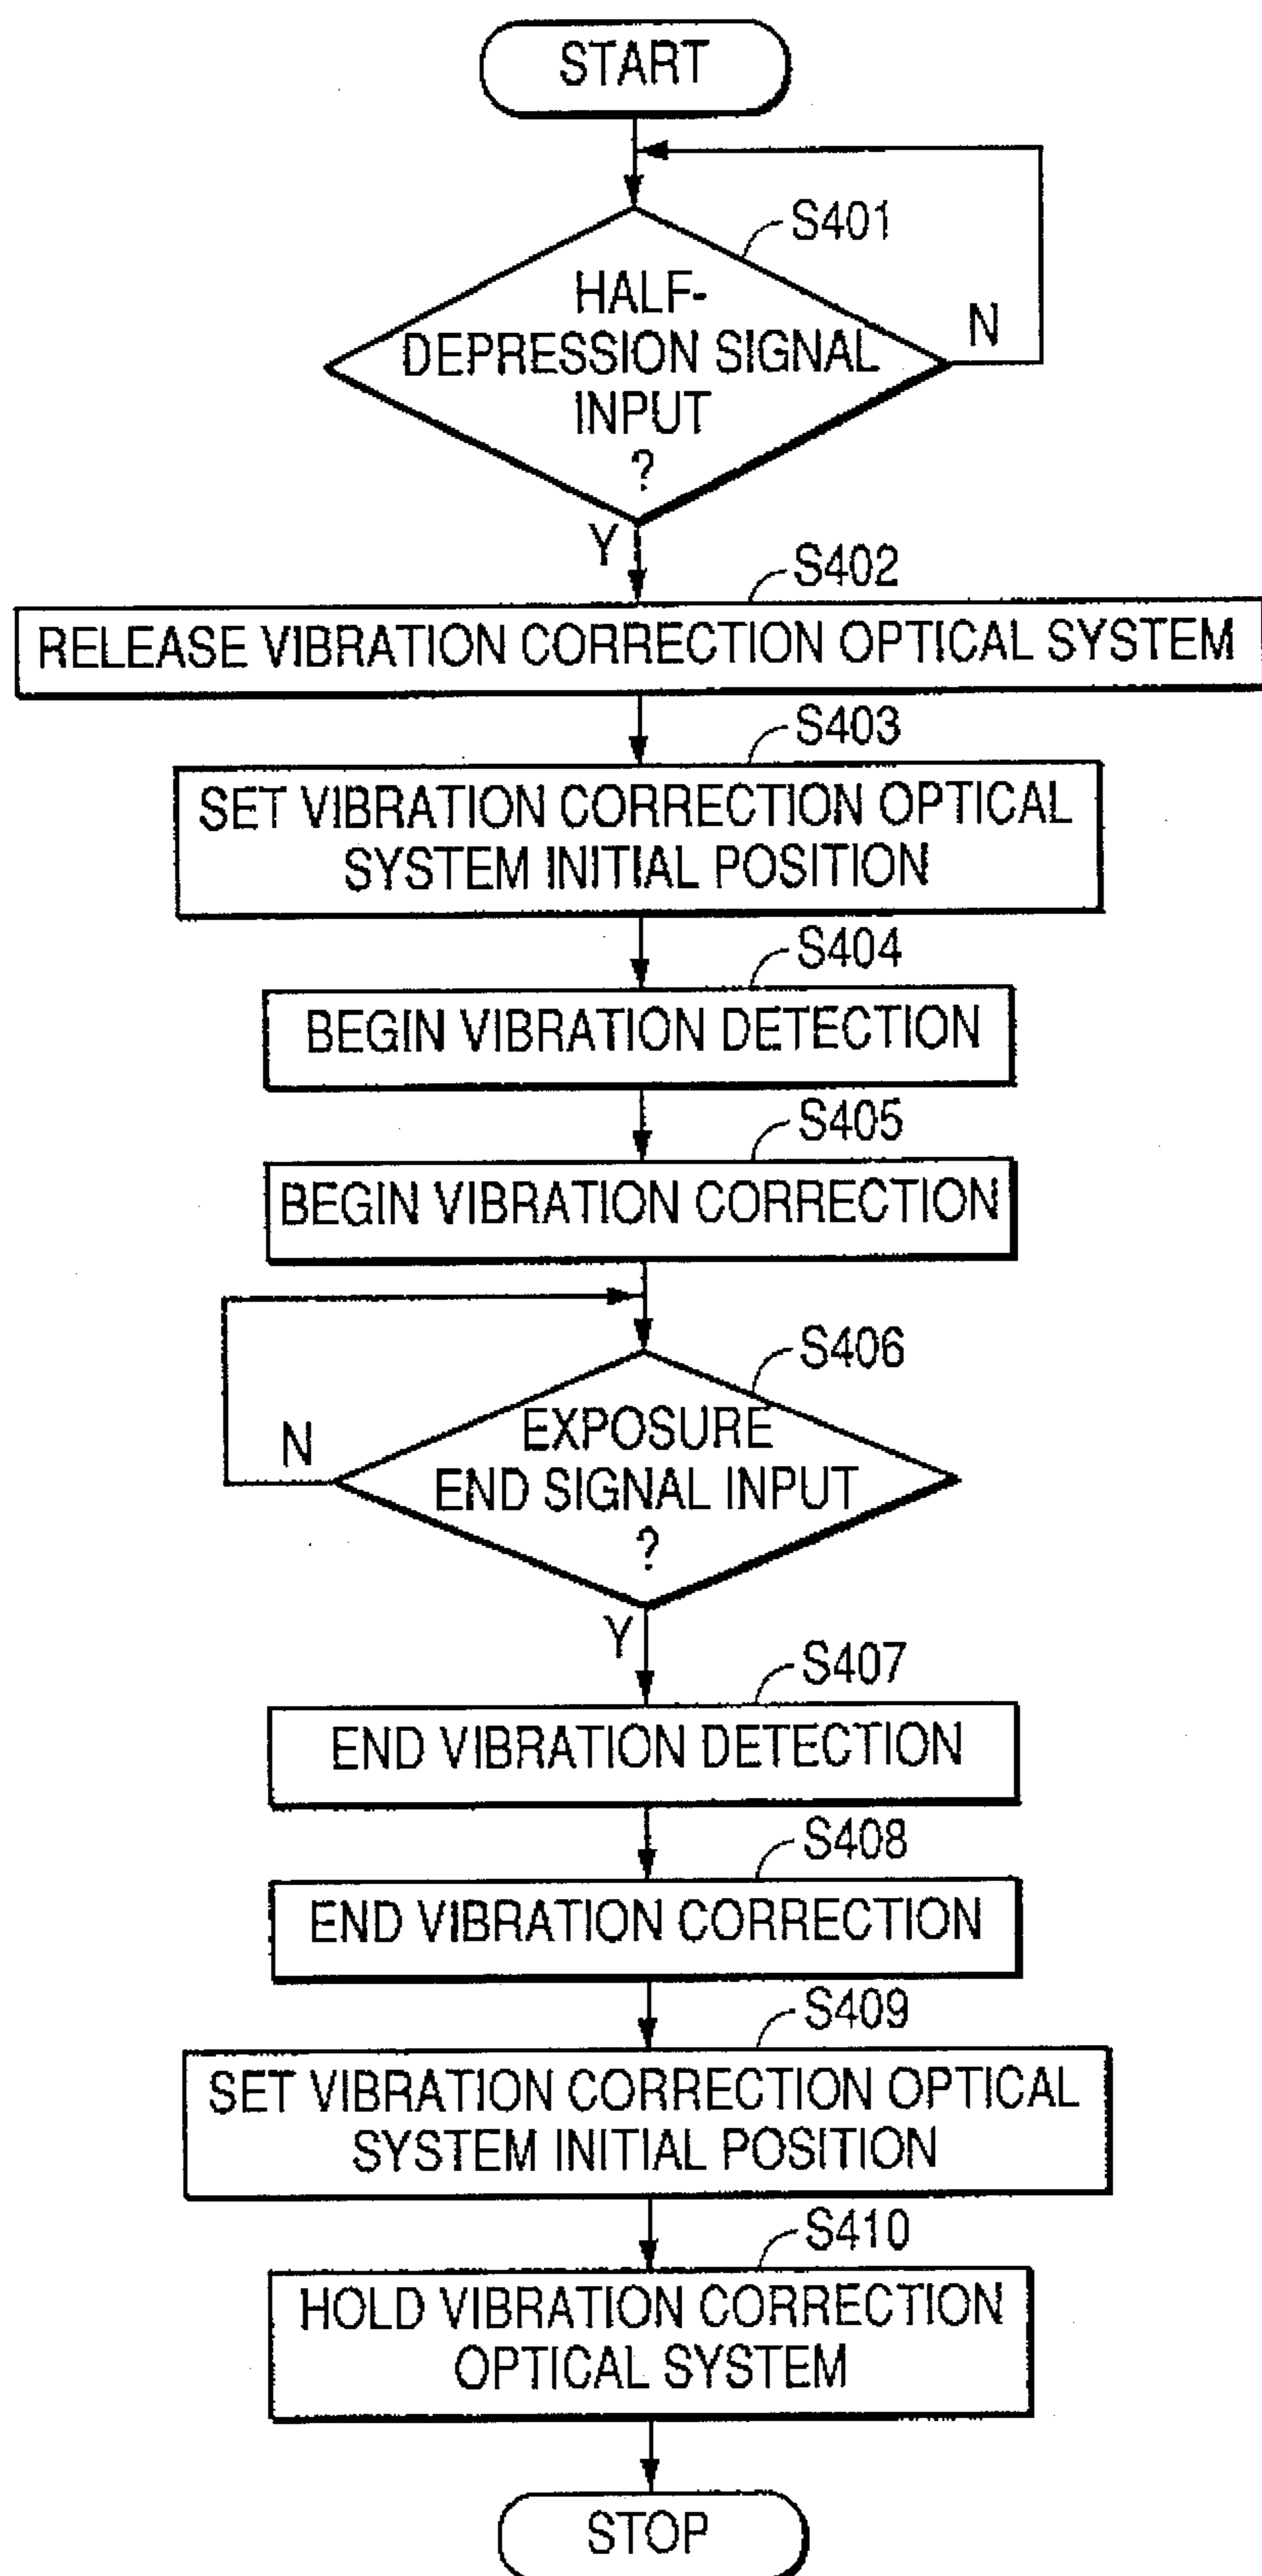 START
S401
HALF-
DEPRESSION SIGNAL
INPUT
?
N
Y
S402
RELEASE VIBRATION CORRECTION OPTICAL SYSTEM
S403
SET VIBRATION CORRECTION OPTICAL
SYSTEM INITIAL POSITION
S404
BEGIN VIBRATION DETECTION
S405
BEGIN VIBRATION CORRECTION
S406
EXPOSURE
END SIGNAL INPUT
?
N
Y
S407
END VIBRATION DETECTION
S408
END VIBRATION CORRECTION
S409
SET VIBRATION CORRECTION OPTICAL
SYSTEM INITIAL POSITION
S410
HOLD VIBRATION CORRECTION
OPTICAL SYSTEM
STOP